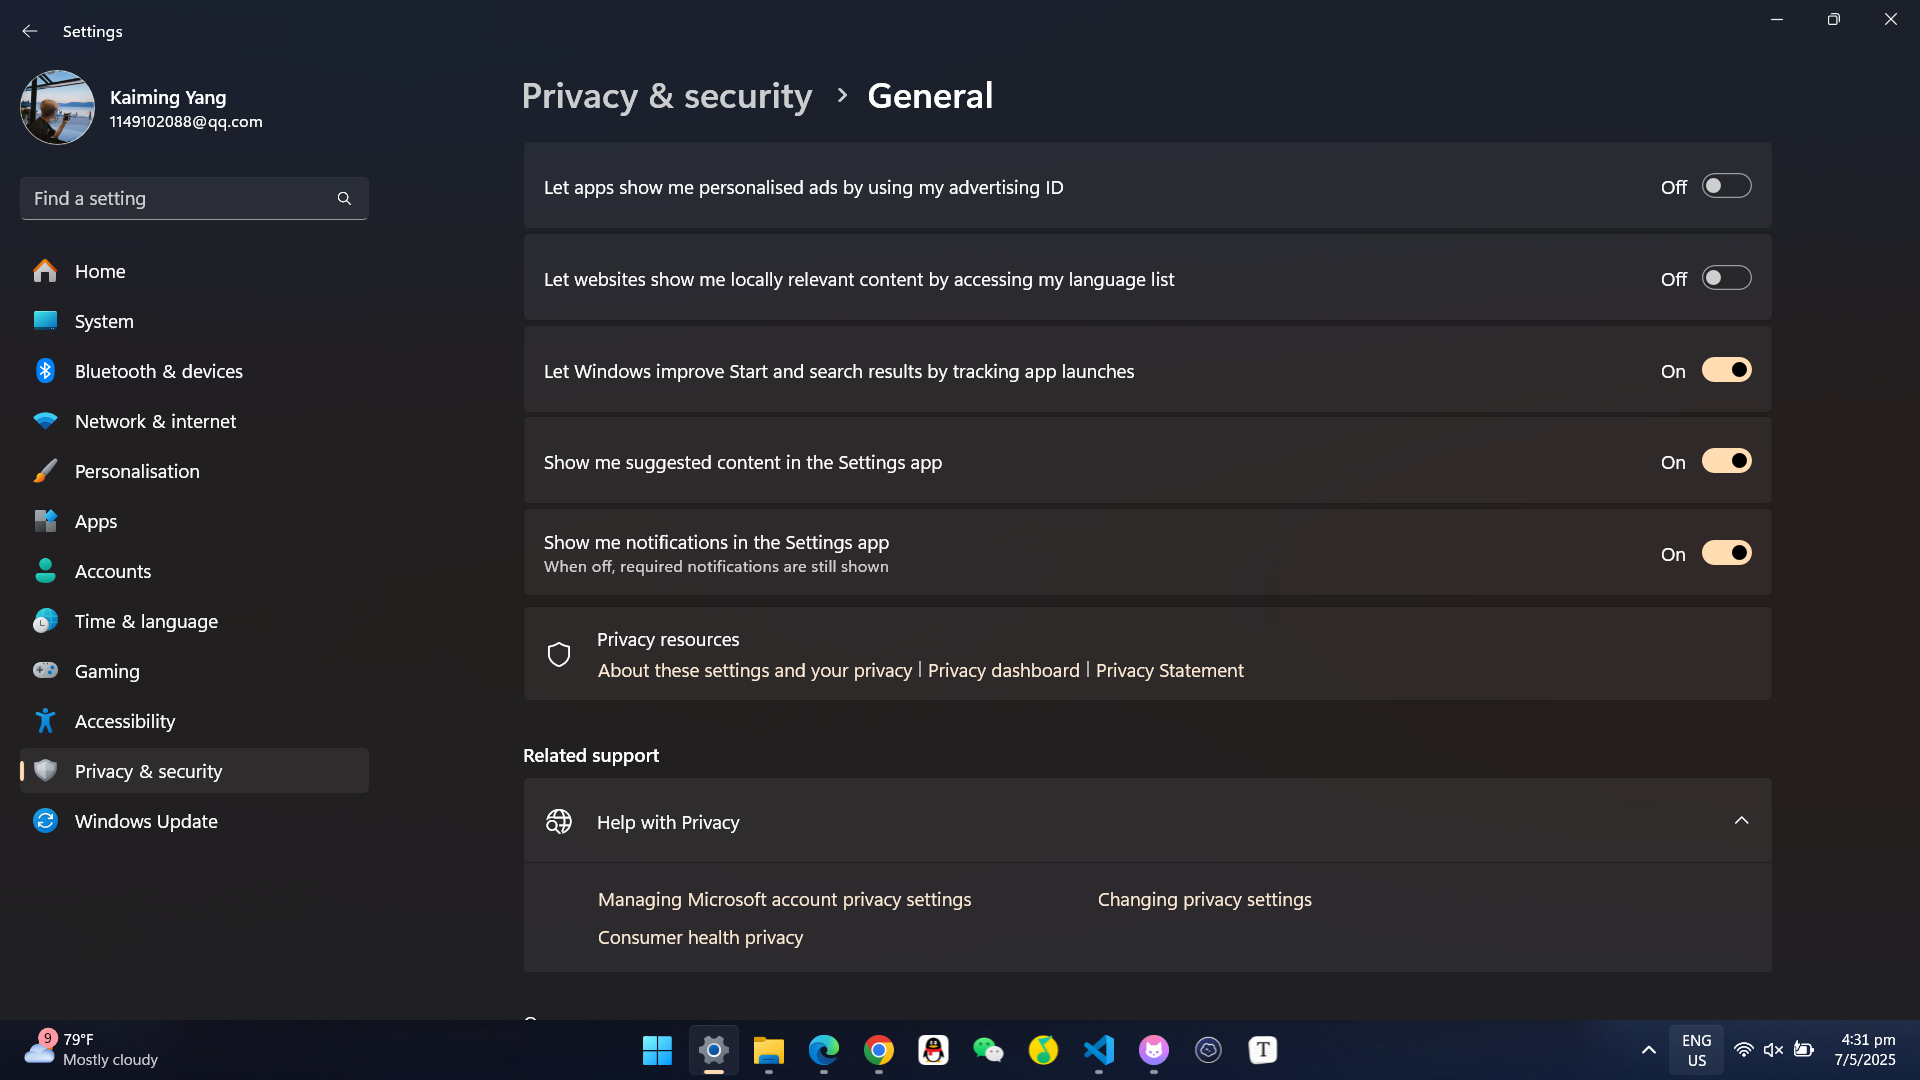 Settings
Kaiming Yang
1149102088@qq.com
Find a setting
Home
System
Bluetooth & devices
Network & internet
Personalisation
Apps
Accounts
Time & language
Gaming
Accessibility
Privacy & security
Windows Update
Privacy & security > General
Let apps show me personalised ads by using my advertising ID Off
Let websites show me locally relevant content by accessing my language list Off
Let Windows improve Start and search results by tracking app launches On
Show me suggested content in the Settings app On
Show me notifications in the Settings app
When off, required notifications are still shown
On
Privacy resources
About these settings and your privacy | Privacy dashboard | Privacy Statement
Related support
Help with Privacy
Managing Microsoft account privacy settings Changing privacy settings
Consumer health privacy
9
79°F
Mostly cloudy
T
ENG
US
4:31 pm
7/5/2025